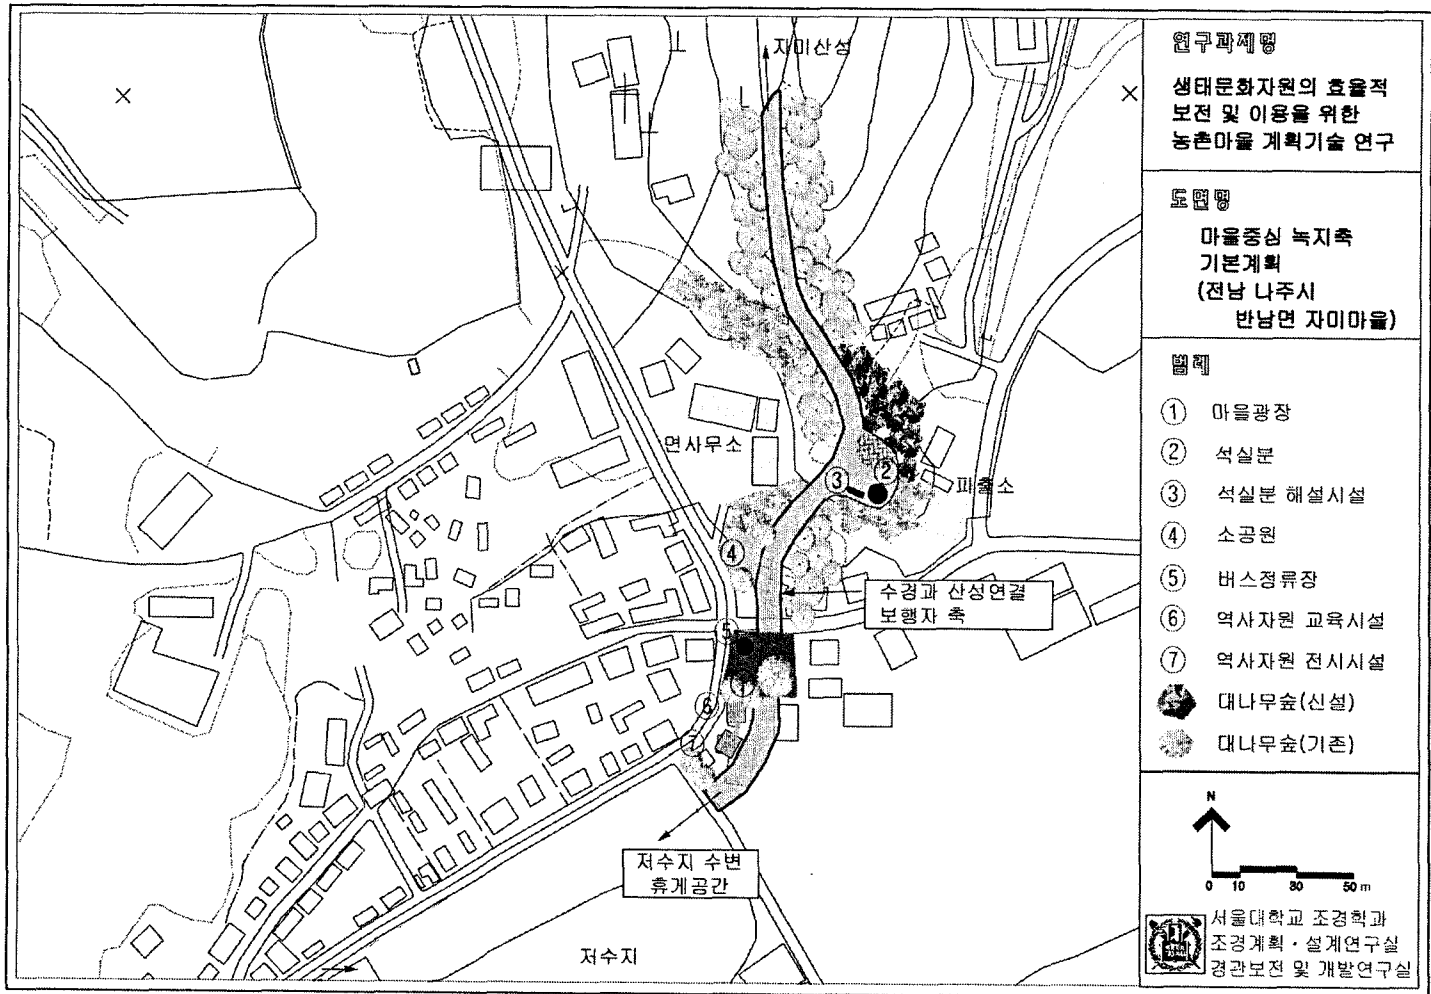 자미산성
면사무소
파출소
③
②
④
⑤
①
⑥
⑦
수경과 산성연결
보행자 축
저수지 수변
휴게공간
저수지
연구과제명
생태문화자원의 효율적
보전 및 이용을 위한
농촌마을 계획기술 연구
도면명
마을중심 녹지축
기본계획
(전남 나주시
반남면 자미마을)
범례
① 마을광장
② 석실분
③ 석실분 해설시설
④ 소공원
⑤ 버스정류장
⑥ 역사자원 교육시설
⑦ 역사자원 전시시설
대나무숲(신설)
대나무숲(기존)
N
0 10 30 50 m
서울대학교 조경학과
조경계획·설계연구실
경관보전 및 개발연구실